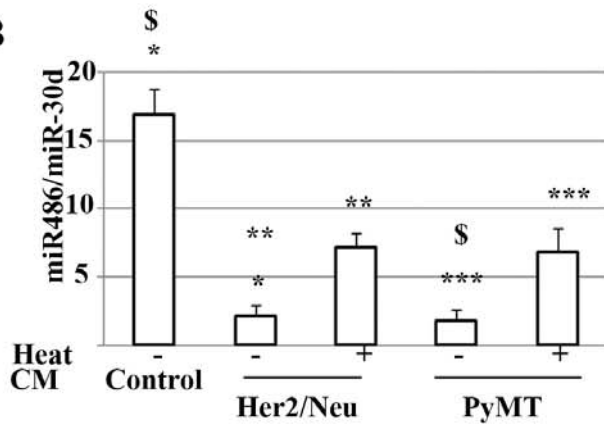 B
$
*
miR486/miR-30d
20
15
10
5
** ** ***
* $
***
Heat - - + - +
CM Control
Her2/Neu PyMT